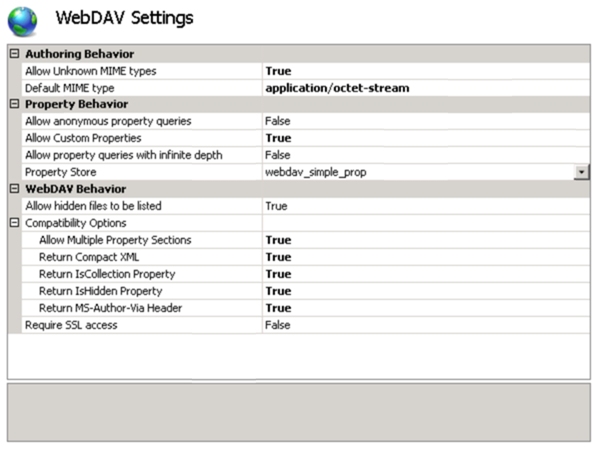 WebDAV Settings
Authoring Behavior
Allow Unknown MIME types True
Default MIME type application/octet-stream
Property Behavior
Allow anonymous property queries False
Allow Custom Properties True
Allow property queries with infinite depth False
Property Store webdav_simple_prop
WebDAV Behavior
Allow hidden files to be listed True
Compatibility Options
Allow Multiple Property Sections True
Return Compact XML True
Return IsCollection Property True
Return IsHidden Property True
Return MS-Author-Via Header True
Require SSL access False